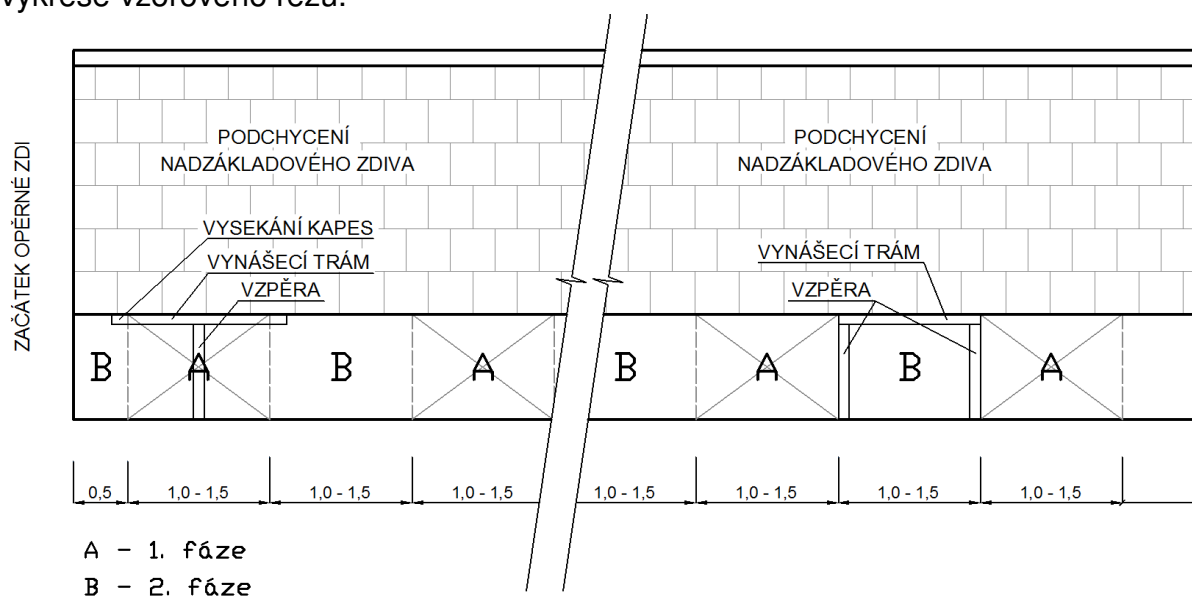 výkrese vzorového řezu.
ZAČÁTEK OPĚRNÉ ZDI
PODCHYCENÍ
NADZÁKLADOVÉHO ZDIVA
VYSEKÁNÍ KAPES
VYNÁŠECÍ TRÁM
VZPĚRA
PODCHYCENÍ
NADZÁKLADOVÉHO ZDIVA
VYNÁŠECÍ TRÁM
VZPĚRA
B A B A B A B A
0,5 1,0 - 1,5 1,0 - 1,5 1,0 - 1,5 1,0 - 1,5 1,0 - 1,5 1,0 - 1,5 1,0 - 1,5
A - 1. fáze
B - 2. fáze